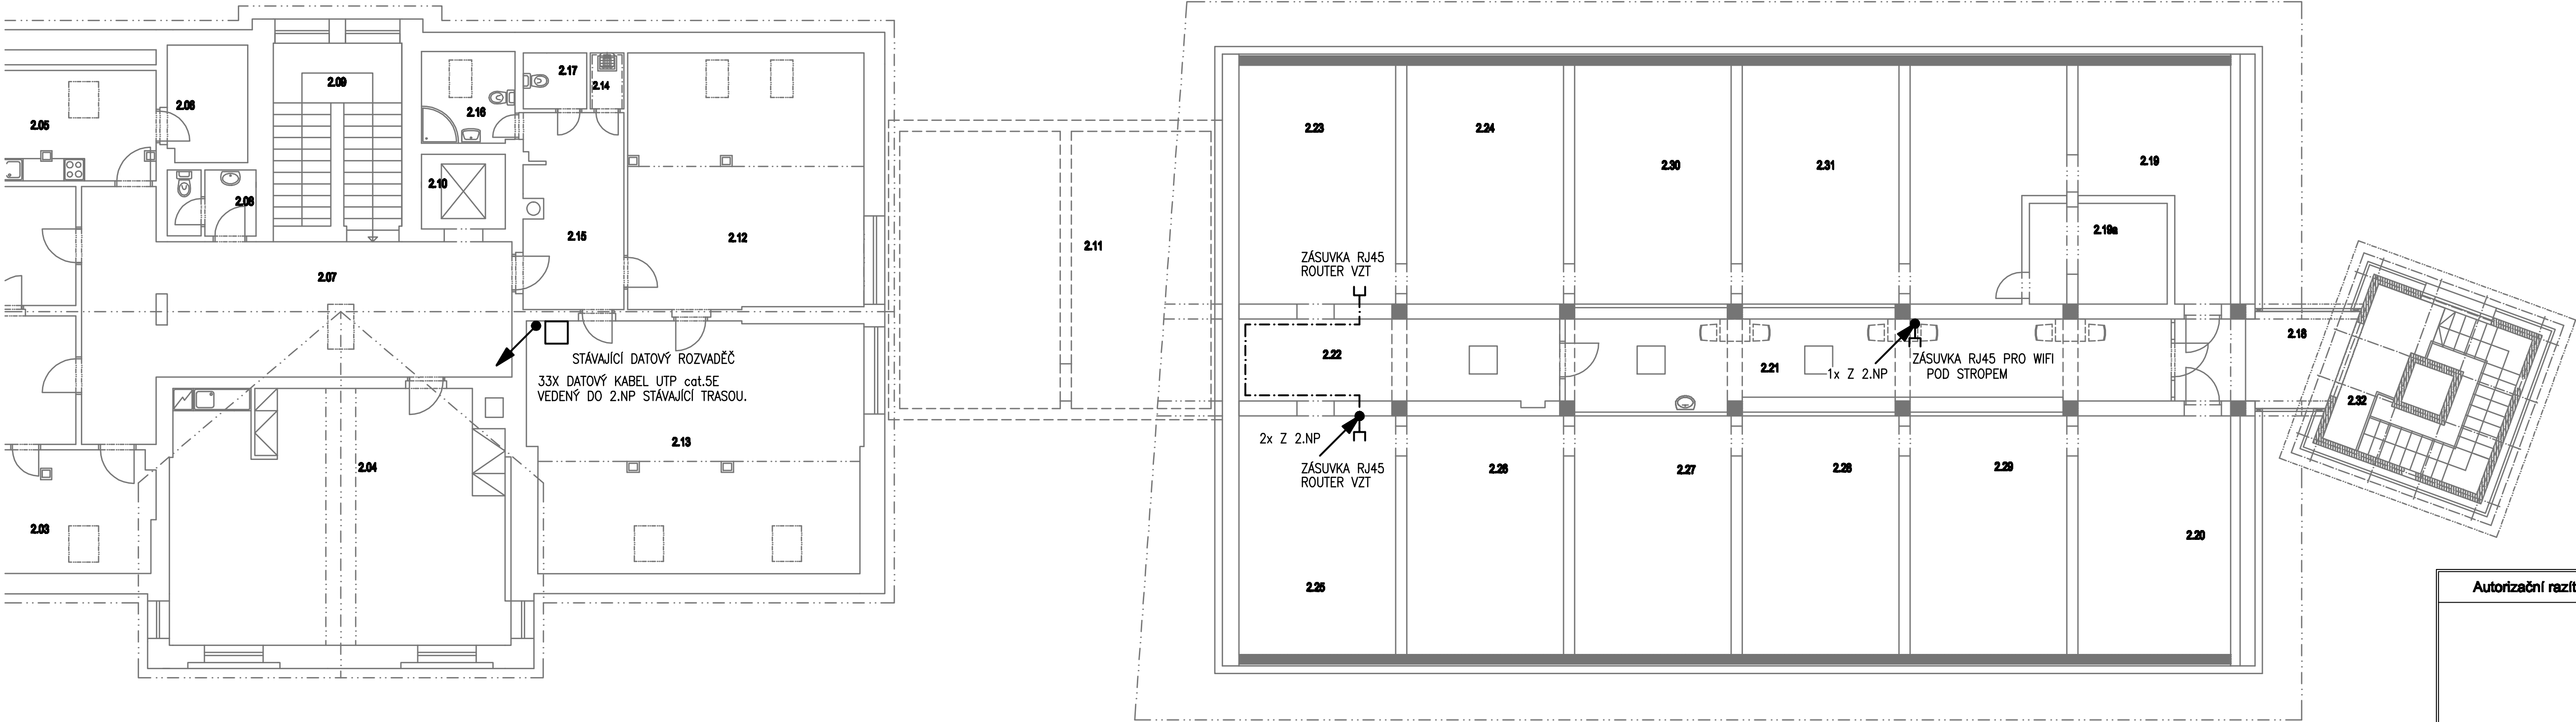 2.05
2.06
2.09
2.16
2.17
2.14
2.08
2.10
2.15
2.12
2.07
2.11
STÁVAJÍCÍ DATOVÝ ROZVADĚČ
33X DATOVÝ KABEL UTP cat.5E
VEDENÝ DO 2.NP STÁVAJÍCÍ TRASOU.
2.13
2.04
2.03
2.23
2.24
2.30
2.31
2.19
2.19a
ZÁSUVKA RJ45
ROUTER VZT
2.22
2.21
1x Z 2.NP
ZÁSUVKA RJ45 PRO WIFI
POD STROPEM
2.18
2.32
2x Z 2.NP
ZÁSUVKA RJ45
ROUTER VZT
2.26
2.27
2.28
2.29
2.25
2.20
Autorizační razít